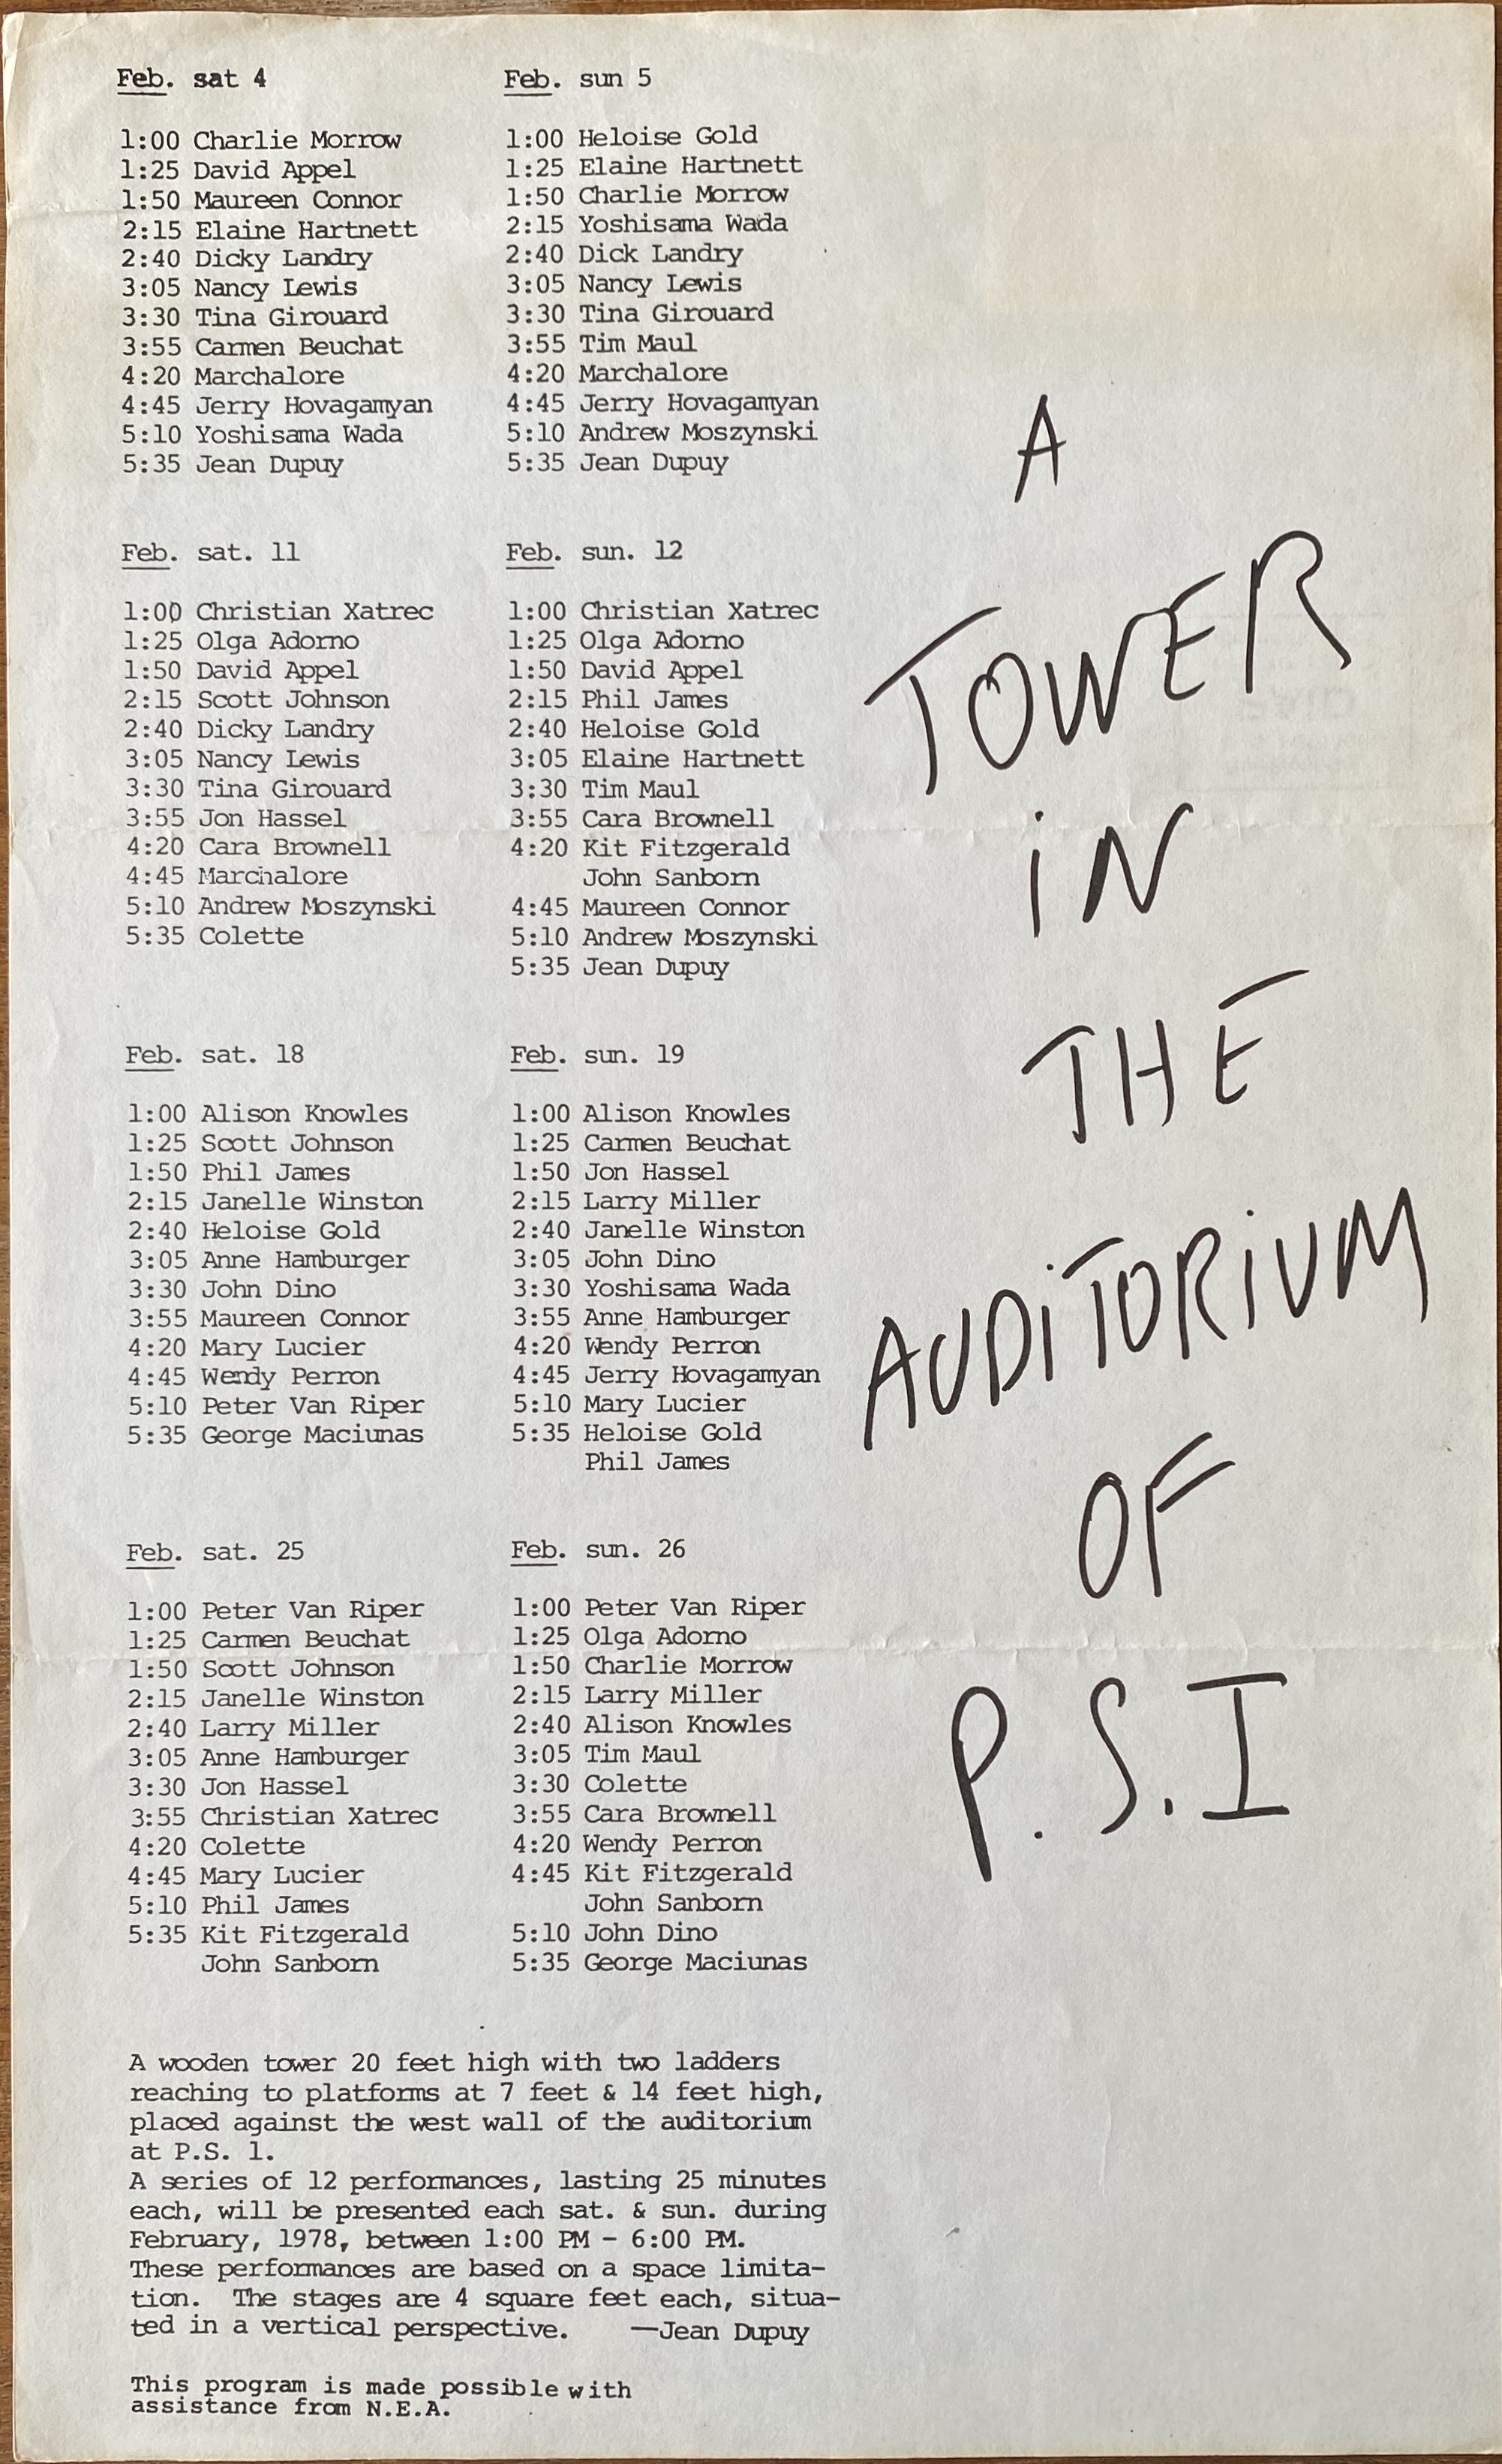 Feb. sat 4
1:00 Charlie Morrow
1:25 David Appel
1:50 Maureen Connor
2:15 Elaine Hartnett
2:40 Dicky Landry
3:05 Nancy Lewis
3:30 Tina Girouard
3:55 Carmen Beuchat
4:20 Marchalore
4:45 Jerry Hovagamyan
5:10 Yoshisama Wada
5:35 Jean Dupuy
Feb. sun 5
1:00 Heloise Gold
1:25 Elaine Hartnett
1:50 Charlie Morrow
2:15 Yoshisama Wada
2:40 Dick Landry
3:05 Nancy Lewis
3:30 Tina Girouard
3:55 Tim Maul
4:20 Marchalore
4:45 Jerry Hovagamyan
5:10 Andrew Moszynski
5:35 Jean Dupuy
Feb. sat. 11
1:00 Christian Xatrec
1:25 Olga Adorno
1:50 David Appel
2:15 Scott Johnson
2:40 Dicky Landry
3:05 Nancy Lewis
3:30 Tina Girouard
3:55 Jon Hassel
4:20 Cara Brownell
4:45 Marchalore
5:10 Andrew Moszynski
5:35 Colette
Feb. sun. 12
1:00 Christian Xatrec
1:25 Olga Adorno
1:50 David Appel
2:15 Phil James
2:40 Heloise Gold
3:05 Elaine Hartnett
3:30 Tim Maul
3:55 Cara Brownell
4:20 Kit Fitzgerald
John Sanborn
4:45 Maureen Connor
5:10 Andrew Moszynski
5:35 Jean Dupuy
Feb. sat. 18
1:00 Alison Knowles
1:25 Scott Johnson
1:50 Phil James
2:15 Janelle Winston
2:40 Heloise Gold
3:05 Anne Hamburger
3:30 John Dino
3:55 Maureen Connor
4:20 Mary Lucier
4:45 Wendy Perron
5:10 Peter Van Riper
5:35 George Maciunas
Feb. sun. 19
1:00 Alison Knowles
1:25 Carmen Beuchat
1:50 Jon Hassel
2:15 Larry Miller
2:40 Janelle Winston
3:05 John Dino
3:30 Yoshisama Wada
3:55 Anne Hamburger
4:20 Wendy Perron
4:45 Jerry Hovagamyan
5:10 Mary Lucier
5:35 Heloise Gold
Phil James
Feb. sat. 25
1:00 Peter Van Riper
1:25 Carmen Beuchat
1:50 Scott Johnson
2:15 Janelle Winston
2:40 Larry Miller
3:05 Anne Hamburger
3:30 Jon Hassel
3:55 Christian Xatrec
4:20 Colette
4:45 Mary Lucier
5:10 Phil James
5:35 Kit Fitzgerald
John Sanborn
Feb. sun. 26
1:00 Peter Van Riper
1:25 Olga Adorno
1:50 Charlie Morrow
2:15 Larry Miller
2:40 Alison Knowles
3:05 Tim Maul
3:30 Colette
3:55 Cara Brownell
4:20 Wendy Perron
4:45 Kit Fitzgerald
John Sanborn
5:10 John Dino
5:35 George Maciunas
A wooden tower 20 feet high with two ladders
reaching to platforms at 7 feet & 14 feet high,
placed against the west wall of the auditorium
at P.S. 1.
A series of 12 performances, lasting 25 minutes
each, will be presented each sat. & sun. during
February, 1978, between 1:00 PM - 6:00 PM.
These performances are based on a space limita-
tion. The stages are 4 square feet each, situa-
ted in a vertical perspective. —Jean Dupuy
This program is made possible with
assistance from N.E.A.
A
TOWER
iN
THE
AUDiTORiUM
OF
P.S.I